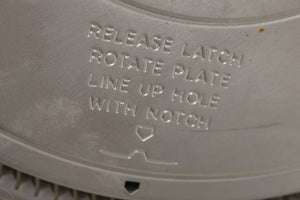 RELEASE LATCH
ROTATE PLATE
LINE UP HOLE
WITH NOTCH